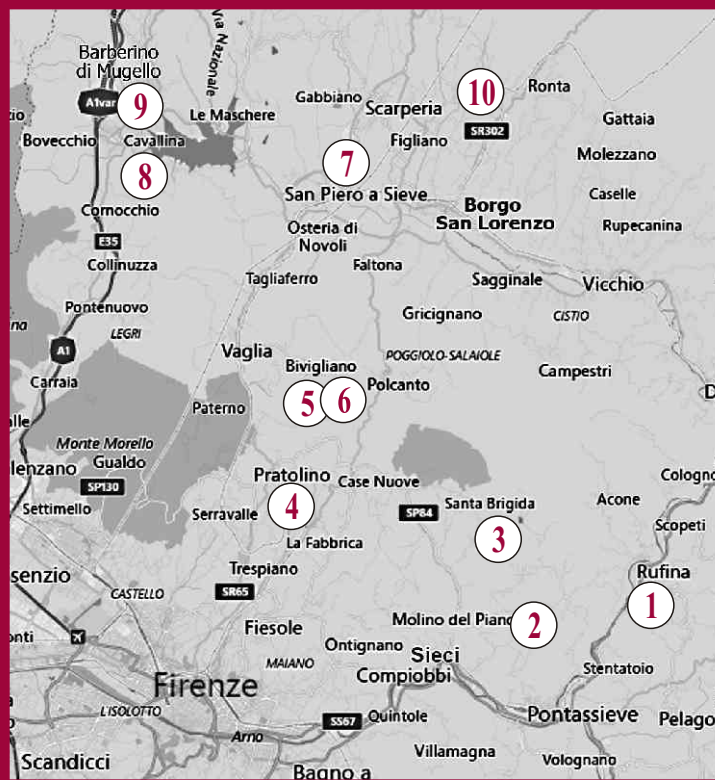 Barberino
di Mugello
Via Nazionale
A1var
9
Le Maschere
Gabbiano
Scarperia
10
Ronta
SR302
Gattaia
Bovecchio
Cavallina
Figliano
Molezzano
8
7
San Piero a Sieve
Caselle
Cornocchio
Borgo
San Lorenzo
Rupecanina
E35
Osteria di
Novoli
Collinuzza
Tagliaferro
Faltona
Sagginale
Vicchio
Pontenuovo
LEGRI
Gricignano
CISTIO
A1
Vaglia
Bivigliano
POGGIOLO-SALAIOLE
Carraia
Polcanto
Campestri
Paterno
5
6
Monte Morello
Gualdo
Pratolino
Case Nuove
SP130
Settimello
4
Serravalle
SP84
Santa Brigida
Acone
3
Scopeti
La Fabbrica
Trespiano
Rufina
CASTELLO
SR65
1
Fiesole
Molino del Piano
2
Ontignano
Sieci
MAIANO
Compiobbi
Stentatoio
Firenze
L'ISOLOTTO
Arno
SS67
Quintole
Pontassieve
Pelago
Scandicci
Villamagna
Volognano
Bagno a